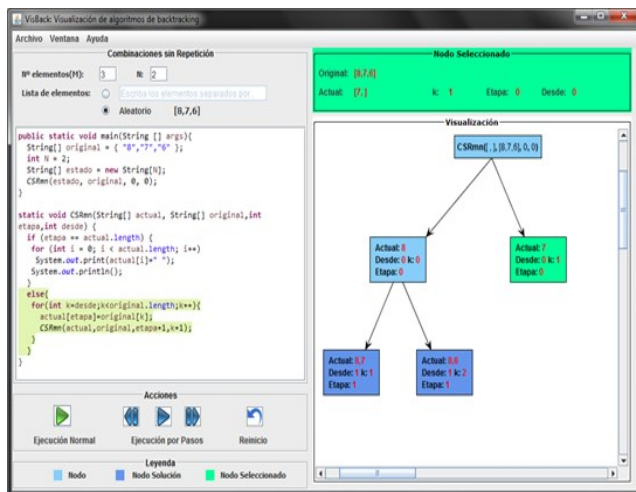 VisBack: Visualización de algoritmos de backtracking
Archivo Ventana Ayuda
Combinaciones sin Repetición
Nº elementos(M): 3 N: 2
Lista de elementos: Escriba los elementos separados por ,
Aleatorio [8,7,6]
public static void main(String [] args){
String[] original = { "8","7","6" };
int N = 2;
String[] estado = new String[N];
CSRmn(estado, original, 0, 0);
}
static void CSRmn(String[] actual, String[] original,int
etapa,int desde) {
if (etapa == actual.length) {
for (int i = 0; i < actual.length; i++)
System.out.print(actual[i]+" ");
System.out.println();
}
else{
for(int k=desde;k<original.length;k++){
actual[etapa]=original[k];
CSRmn(actual,original,etapa+1,k+1);
}
}
}
Acciones
Ejecución Normal Ejecución por Pasos Reinicio
Leyenda
Nodo Nodo Solución Nodo Seleccionado
Nodo Seleccionado
Original: [8,7,6]
Actual: [7, ] k: 1 Etapa: 0 Desde: 0
Visualización
CSRmn([ , ], [8,7,6], 0, 0)
Actual: 8
Desde: 0 k: 0
Etapa: 0
Actual: 7
Desde: 0 k: 1
Etapa: 0
Actual: 8,7
Desde: 1 k: 1
Etapa: 1
Actual: 8,6
Desde: 1 k: 2
Etapa: 1